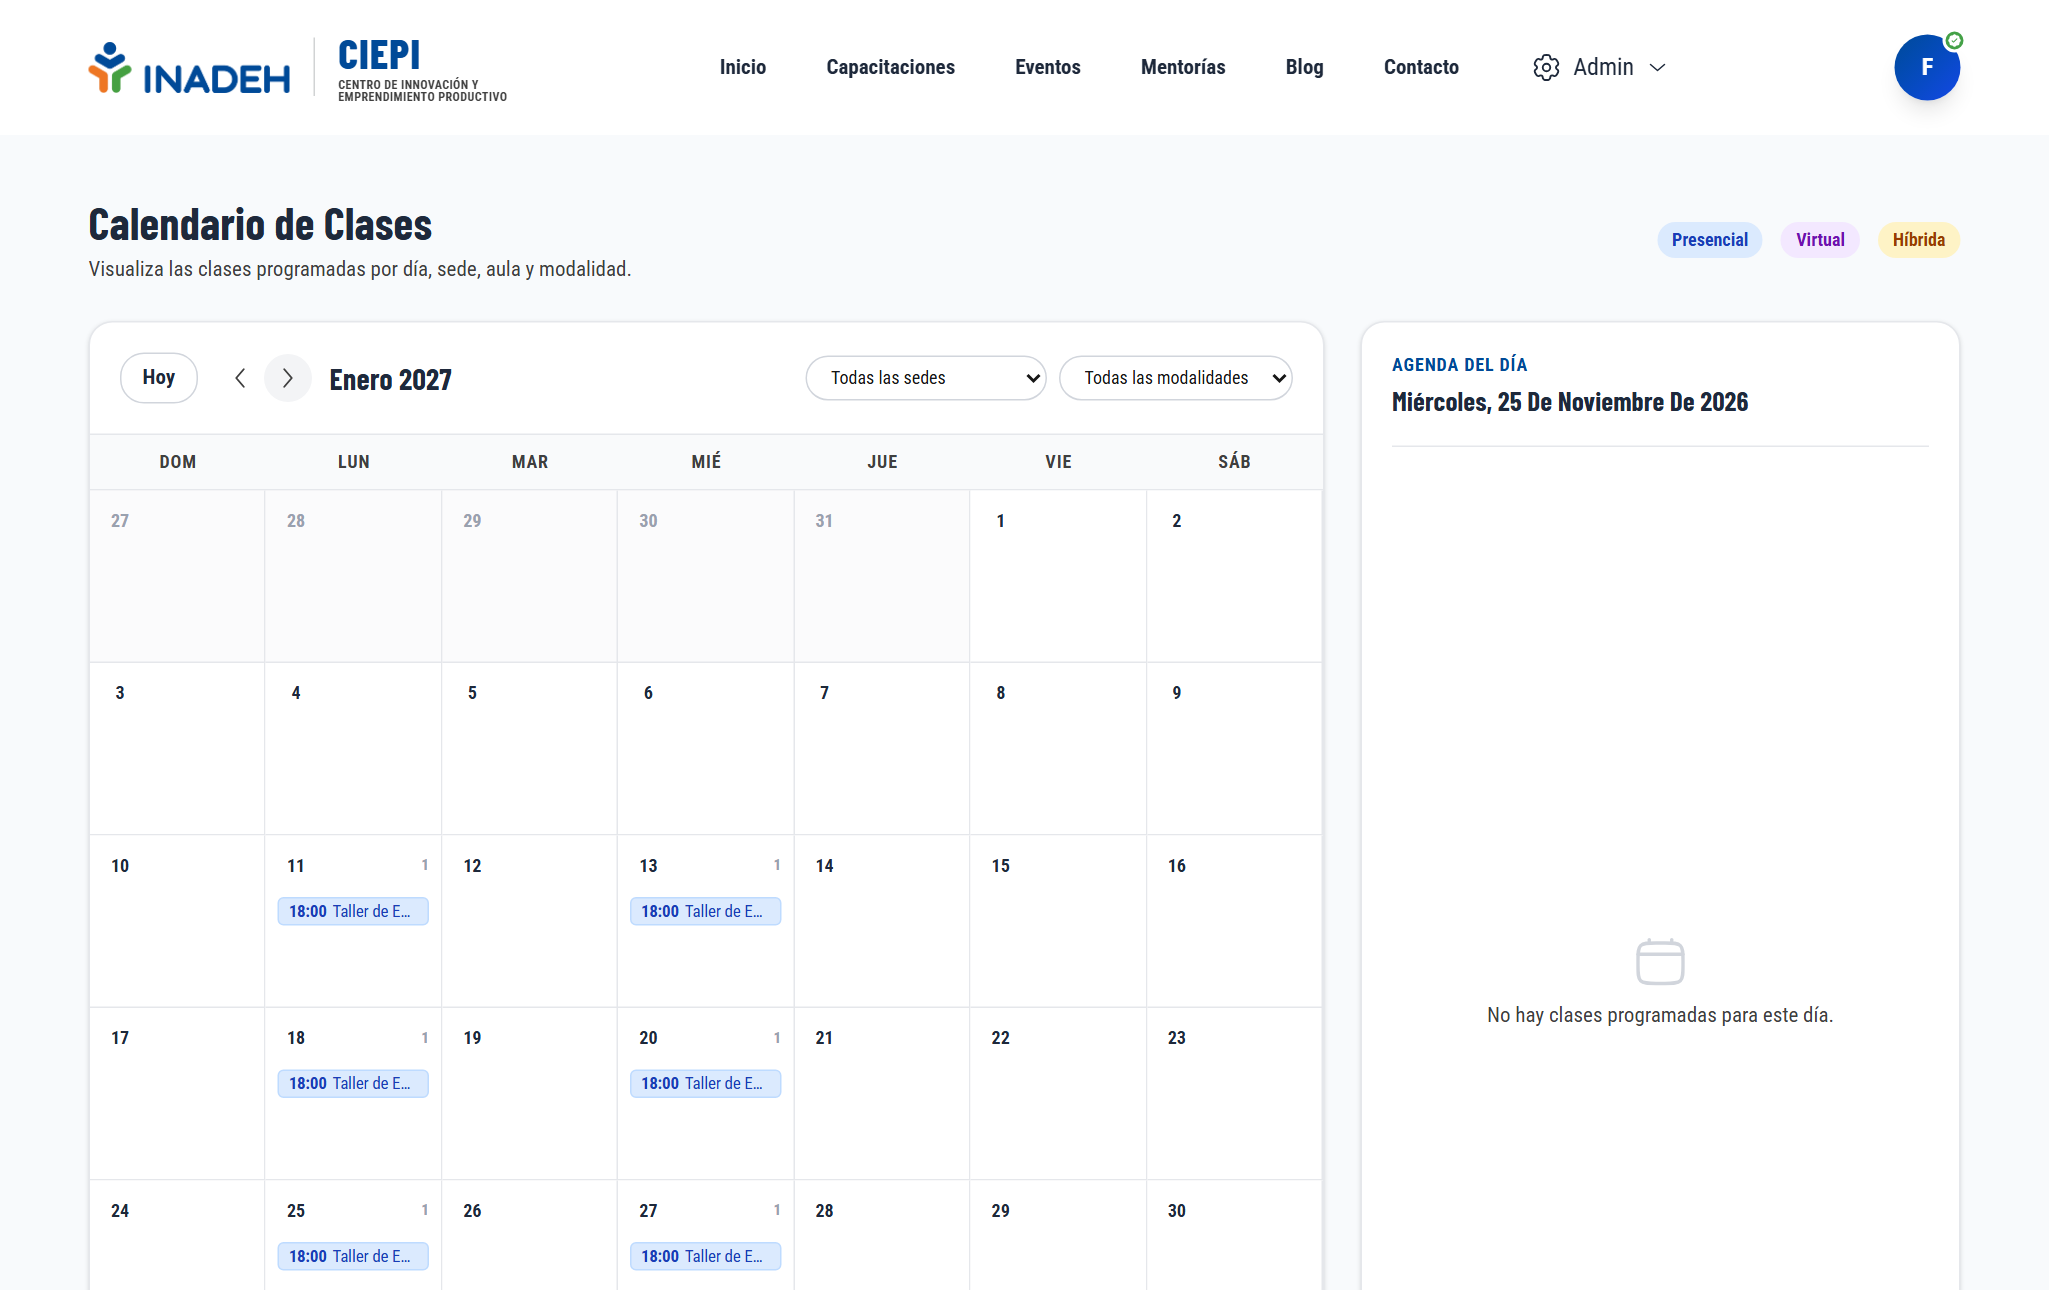 INADEH
CIEPI
CENTRO DE INNOVACIÓN Y
EMPRENDIMIENTO PRODUCTIVO
Inicio
Capacitaciones
Eventos
Mentorías
Blog
Contacto
Admin
F
Calendario de Clases
Visualiza las clases programadas por día, sede, aula y modalidad.
Presencial
Virtual
Híbrida
Hoy
Enero 2027
Todas las sedes
Todas las modalidades
DOM LUN MAR MIÉ JUE VIE SÁB
27 28 29 30 31 1 2
3 4 5 6 7 8 9
10 11 1 12 13 1 14 15 16
18:00 Taller de E... 18:00 Taller de E...
17 18 1 19 20 1 21 22 23
18:00 Taller de E... 18:00 Taller de E...
24 25 1 26 27 1 28 29 30
18:00 Taller de E... 18:00 Taller de E...
AGENDA DEL DÍA
Miércoles, 25 De Noviembre De 2026
No hay clases programadas para este día.